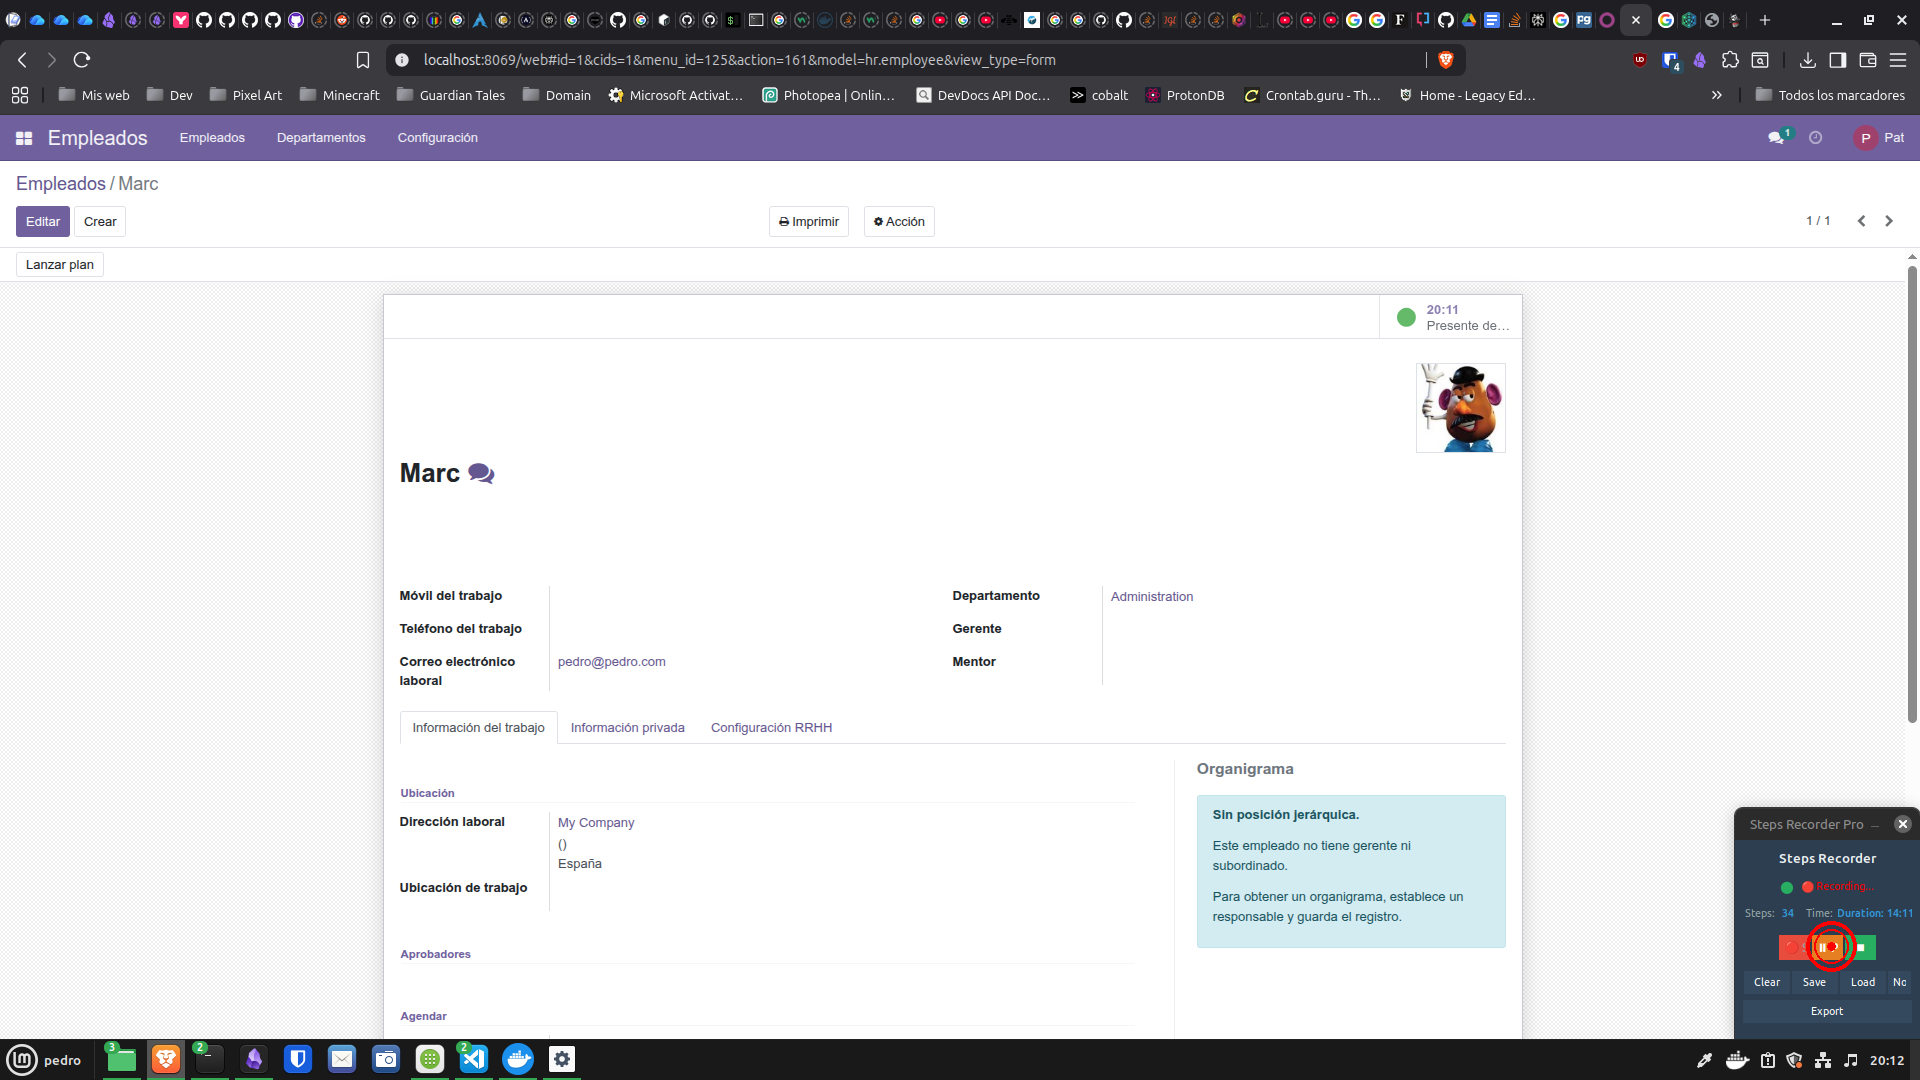 localhost:8069/web#id=1&cids=1&menu_id=125&action=161&model=hr.employee&view_type=form
4
Mis web
Dev
Pixel Art
Minecraft
Guardian Tales
Domain
Microsoft Activat...
Photopea | Onlin...
DevDocs API Doc...
cobalt
ProtonDB
Crontab.guru - Th...
Home - Legacy Ed...
Todos los marcadores
Empleados
Empleados
Departamentos
Configuración
1
P
Pat
Empleados / Marc
Editar
Crear
Imprimir
Acción
1 / 1
Lanzar plan
20:11
Presente de...
Marc
Móvil del trabajo
Teléfono del trabajo
Correo electrónico laboral
pedro@pedro.com
Departamento
Administration
Gerente
Mentor
Información del trabajo
Información privada
Configuración RRHH
Ubicación
Dirección laboral
My Company
()
España
Ubicación de trabajo
Aprobadores
Agendar
Organigrama
Sin posición jerárquica.
Este empleado no tiene gerente ni
subordinado.
Para obtener un organigrama, establece un
responsable y guarda el registro.
Steps Recorder Pro
Steps Recorder
Recording...
Steps: 34 Time: Duration: 14:11
Clear
Save
Load
No
Export
pedro
3
2
2
20:12